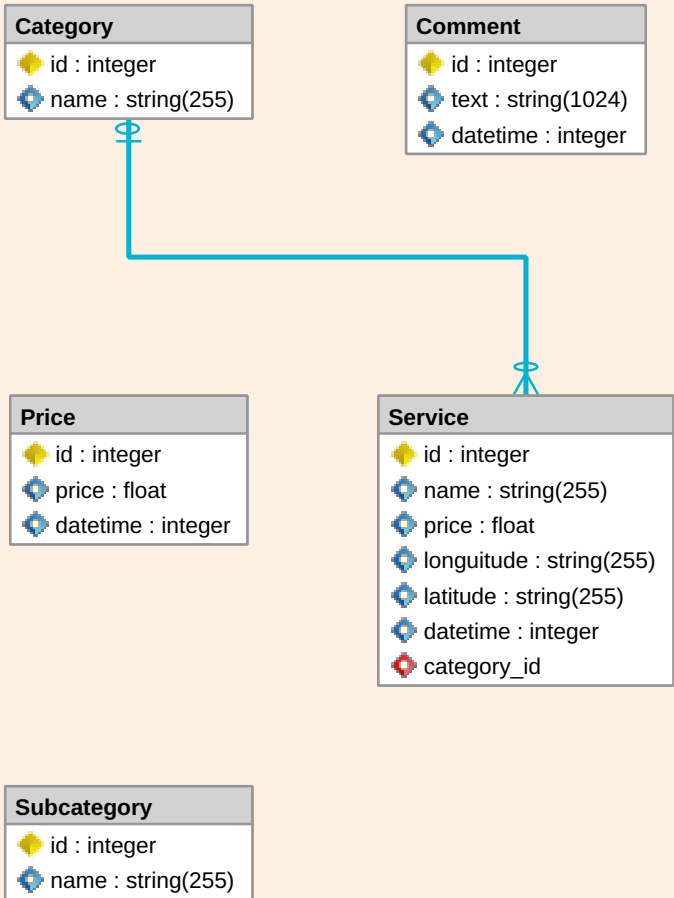 Category
id : integer
name : string(255)
Comment
id : integer
text : string(1024)
datetime : integer
Price
id : integer
price : float
datetime : integer
Service
id : integer
name : string(255)
price : float
longuitude : string(255)
latitude : string(255)
datetime : integer
category_id
Subcategory
id : integer
name : string(255)